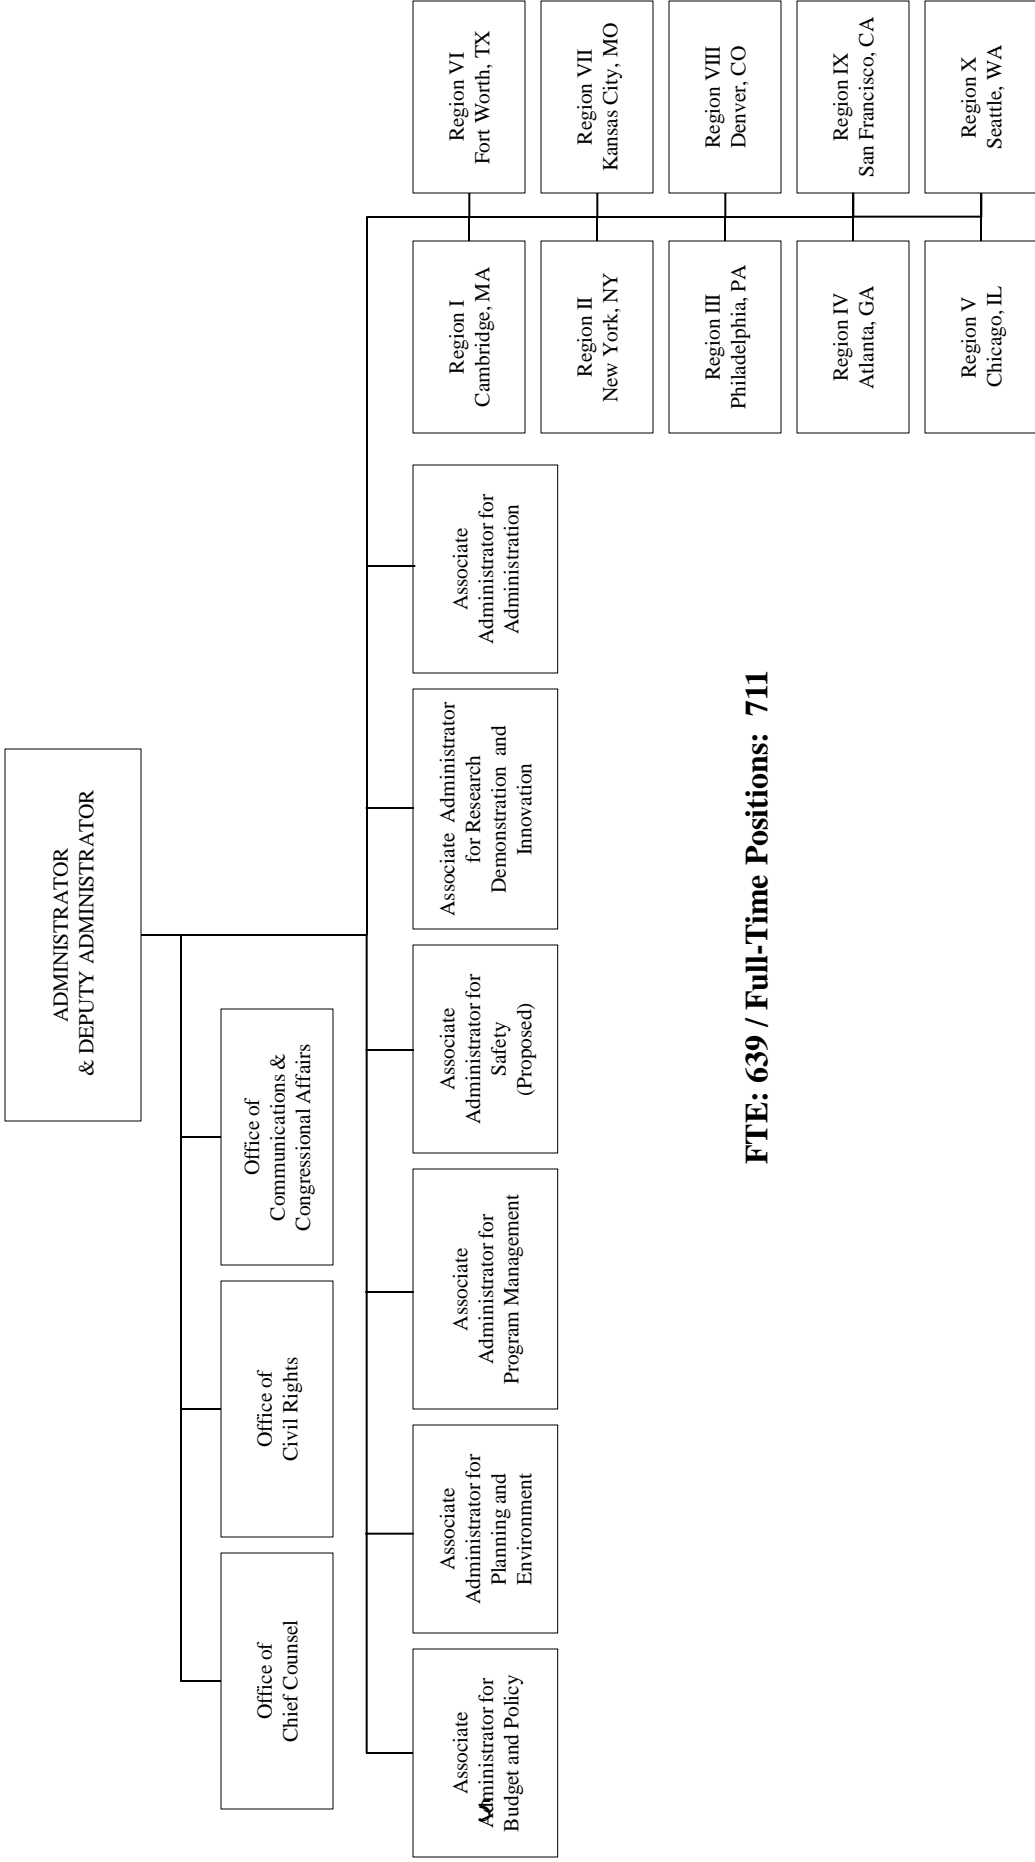 ADMINISTRATOR
& DEPUTY ADMINISTRATOR
Office of
Chief Counsel
Office of
Civil Rights
Office of
Communications &
Congressional Affairs
Associate
Administrator for
Budget and Policy
Associate
Administrator for
Planning and
Environment
Associate
Administrator for
Program Management
Associate
Administrator for
Safety
(Proposed)
Associate Administrator
for Research
Demonstration and
Innovation
Associate
Administrator for
Administration
Region I
Cambridge, MA
Region VI
Fort Worth, TX
Region II
New York, NY
Region VII
Kansas City, MO
Region III
Philadelphia, PA
Region VIII
Denver, CO
Region IV
Atlanta, GA
Region IX
San Francisco, CA
Region V
Chicago, IL
Region X
Seattle, WA
FTE: 639 / Full-Time Positions: 711